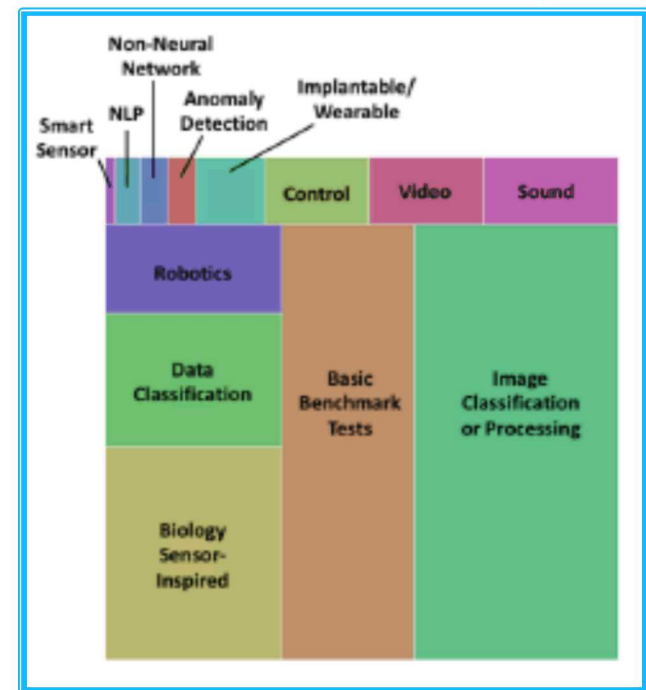 Non-Neural
Network
Implantable/
Wearable
Anomaly
Detection
NLP
Smart
Sensor
Control
Video
Sound
Robotics
Data
Classification
Basic
Benchmark
Tests
Image
Classification
or Processing
Biology
Sensor-
Inspired